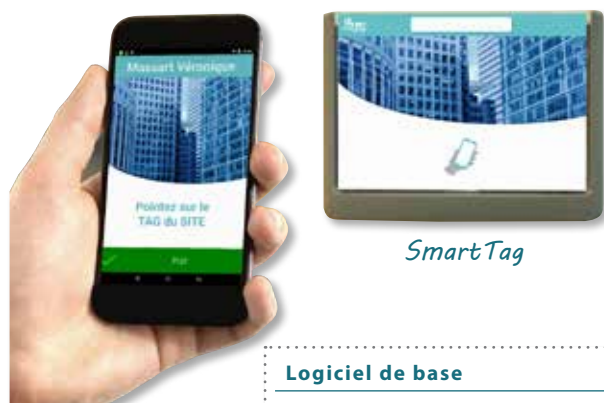 Massart Véronique
Pointez sur le
TAG du SITE
SmartTag
Logiciel de base